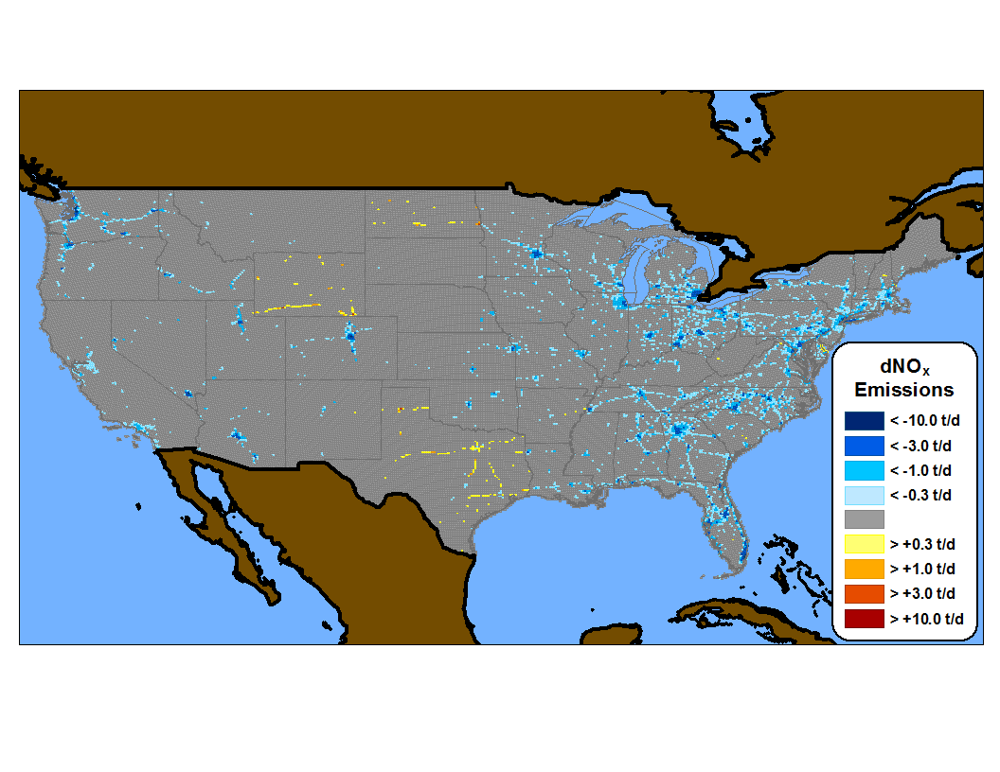 dNOx
Emissions
< -10.0 t/d
< -3.0 t/d
< -1.0 t/d
< -0.3 t/d
> +0.3 t/d
> +1.0 t/d
> +3.0 t/d
> +10.0 t/d